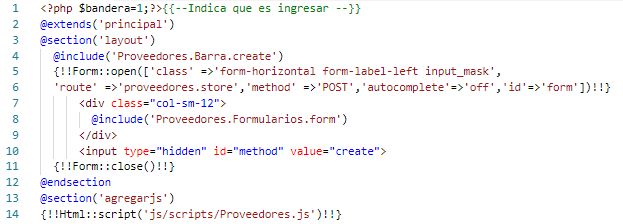 1 <?php $bandera=1;?>{{--Indica que es ingresar --}}
2 @extends('principal')
3 @section('layout')
4 @include('Proveedores.Barra.create')
5 {!!Form::open(['class' =>'form-horizontal form-label-left input_mask',
6 'route' =>'proveedores.store','method' =>'POST','autocomplete'=>'off','id'=>'form'])!!}
7 <div class="col-sm-12">
8 @include('Proveedores.Formularios.form')
9 </div>
10 <input type="hidden" id="method" value="create">
11 {!!Form::close()!!}
12 @endsection
13 @section('agregarjs')
14 {!!Html::script('js/scripts/Proveedores.js')!!}